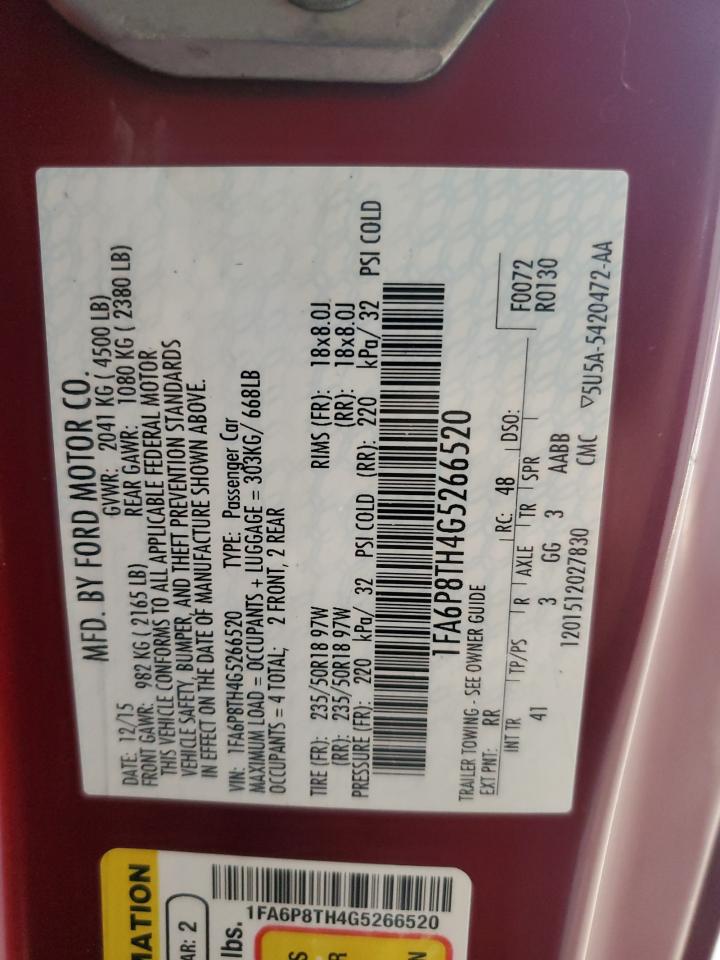 MFD. BY FORD MOTOR CO.
DATE: 12/15 GVWR: 2041 KG ( 4500 LB)
FRONT GAWR: 982 KG ( 2165 LB) REAR GAWR: 1080 KG ( 2380 LB)
THIS VEHICLE CONFORMS TO ALL APPLICABLE FEDERAL MOTOR
VEHICLE SAFETY, BUMPER, AND THEFT PREVENTION STANDARDS
IN EFFECT ON THE DATE OF MANUFACTURE SHOWN ABOVE.
VIN: 1FA6P8TH4G5266520 TYPE: Passenger Car
MAXIMUM LOAD = OCCUPANTS + LUGGAGE = 303KG/ 668LB
OCCUPANTS = 4 TOTAL; 2 FRONT, 2 REAR
TIRE (FR): 235/50R18 97W RIMS (FR): 18x8.0J
(RR): 235/50R18 97W (RR): 18x8.0J
PRESSURE (FR): 220 kPa/ 32 PSI COLD (RR): 220 kPa/ 32 PSI COLD
1FA6P8TH4G5266520
TRAILER TOWING - SEE OWNER GUIDE
EXT PNT: RR RC: 48 DSO:
INT TR TP/PS R AXLE TR SPR F0072
41 3 GG 3 AABB R0130
1201512027830 CMC ▽5U5A-5420472-AA
MATION
AR: 2
lbs.
1FA6P8TH4G5266520
S
R
N